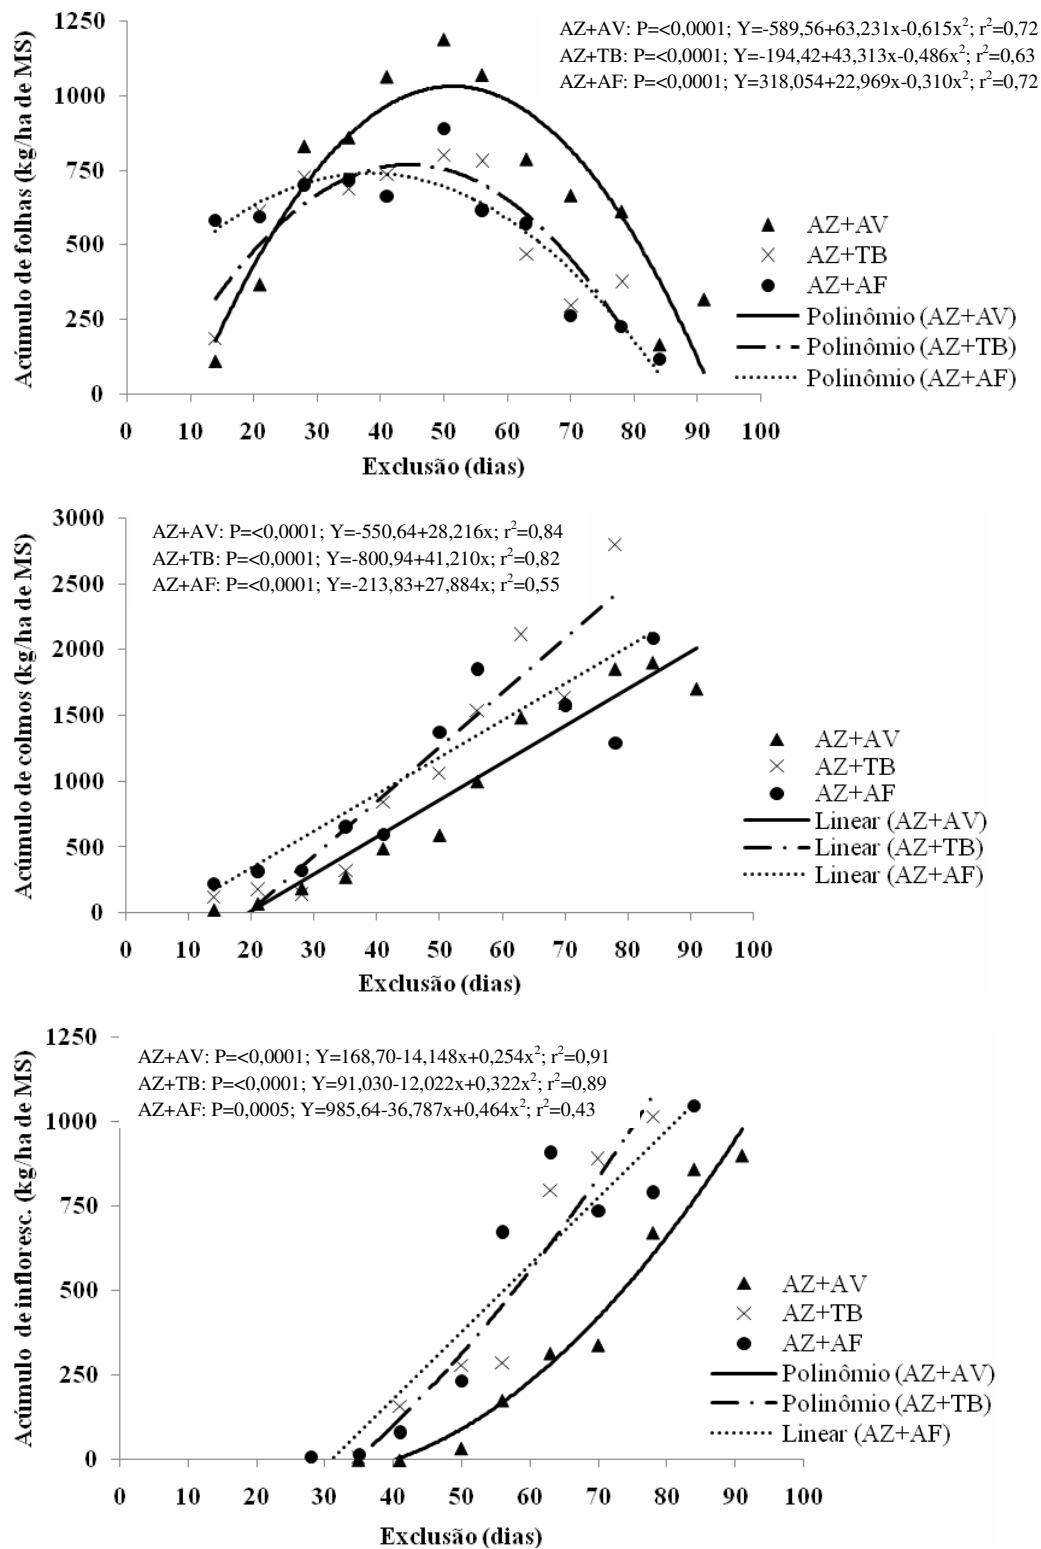 AZ+AV: P=<0,0001; Y=-589,56+63,231x-0,615x²; r²=0,72
AZ+TB: P=<0,0001; Y=-194,42+43,313x-0,486x²; r²=0,63
AZ+AF: P=<0,0001; Y=318,054+22,969x-0,310x²; r²=0,72
Acúmulo de folhas (kg/ha de MS)
1250
1000
750
500
250
0
AZ+AV
AZ+TB
AZ+AF
Polinômio (AZ+AV)
Polinômio (AZ+TB)
Polinômio (AZ+AF)
0 10 20 30 40 50 60 70 80 90 100
Exclusão (dias)
AZ+AV: P=<0,0001; Y=-550,64+28,216x; r²=0,84
AZ+TB: P=<0,0001; Y=-800,94+41,210x; r²=0,82
AZ+AF: P=<0,0001; Y=-213,83+27,884x; r²=0,55
Acúmulo de colmos (kg/ha de MS)
3000
2500
2000
1500
1000
500
0
AZ+AV
AZ+TB
AZ+AF
Linear (AZ+AV)
Linear (AZ+TB)
Linear (AZ+AF)
0 10 20 30 40 50 60 70 80 90 100
Exclusão (dias)
AZ+AV: P=<0,0001; Y=168,70-14,148x+0,254x²; r²=0,91
AZ+TB: P=<0,0001; Y=91,030-12,022x+0,322x²; r²=0,89
AZ+AF: P=0,0005; Y=985,64-36,787x+0,464x²; r²=0,43
Acúmulo de infloresc. (kg/ha de MS)
1250
1000
750
500
250
0
AZ+AV
AZ+TB
AZ+AF
Polinômio (AZ+AV)
Polinômio (AZ+TB)
Linear (AZ+AF)
0 10 20 30 40 50 60 70 80 90 100
Exclusão (dias)